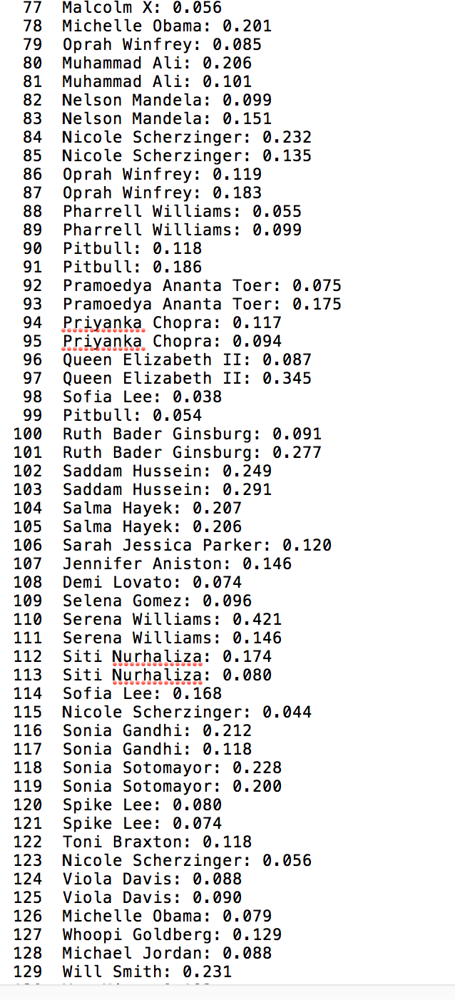 77 Malcolm X: 0.056
78 Michelle Obama: 0.201
79 Oprah Winfrey: 0.085
80 Muhammad Ali: 0.206
81 Muhammad Ali: 0.101
82 Nelson Mandela: 0.099
83 Nelson Mandela: 0.151
84 Nicole Scherzinger: 0.232
85 Nicole Scherzinger: 0.135
86 Oprah Winfrey: 0.119
87 Oprah Winfrey: 0.183
88 Pharrell Williams: 0.055
89 Pharrell Williams: 0.099
90 Pitbull: 0.118
91 Pitbull: 0.186
92 Pramoedya Ananta Toer: 0.075
93 Pramoedya Ananta Toer: 0.175
94 Priyanka Chopra: 0.117
95 Priyanka Chopra: 0.094
96 Queen Elizabeth II: 0.087
97 Queen Elizabeth II: 0.345
98 Sofia Lee: 0.038
99 Pitbull: 0.054
100 Ruth Bader Ginsburg: 0.091
101 Ruth Bader Ginsburg: 0.277
102 Saddam Hussein: 0.249
103 Saddam Hussein: 0.291
104 Salma Hayek: 0.207
105 Salma Hayek: 0.206
106 Sarah Jessica Parker: 0.120
107 Jennifer Aniston: 0.146
108 Demi Lovato: 0.074
109 Selena Gomez: 0.096
110 Serena Williams: 0.421
111 Serena Williams: 0.146
112 Siti Nurhaliza: 0.174
113 Siti Nurhaliza: 0.080
114 Sofia Lee: 0.168
115 Nicole Scherzinger: 0.044
116 Sonia Gandhi: 0.212
117 Sonia Gandhi: 0.118
118 Sonia Sotomayor: 0.228
119 Sonia Sotomayor: 0.200
120 Spike Lee: 0.080
121 Spike Lee: 0.074
122 Toni Braxton: 0.118
123 Nicole Scherzinger: 0.056
124 Viola Davis: 0.088
125 Viola Davis: 0.090
126 Michelle Obama: 0.079
127 Whoopi Goldberg: 0.129
128 Michael Jordan: 0.088
129 Will Smith: 0.231